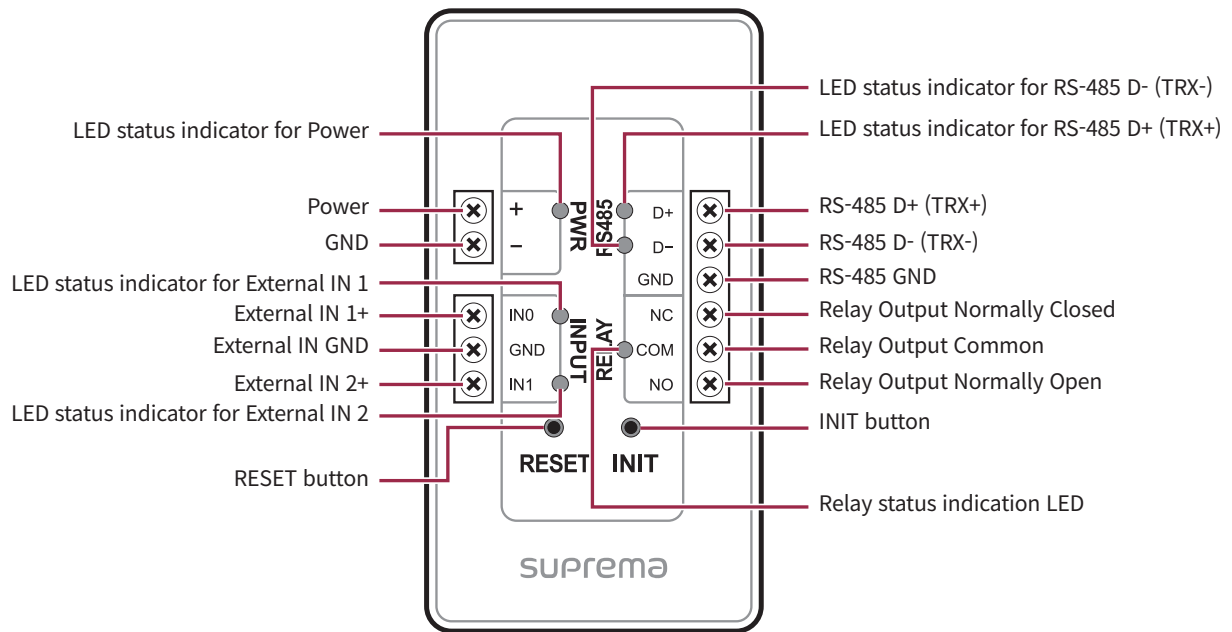 LED status indicator for RS-485 D- (TRX-)
LED status indicator for Power
LED status indicator for RS-485 D+ (TRX+)
Power
+
PWR
RS485
D+
RS-485 D+ (TRX+)
GND
−
D−
RS-485 D- (TRX-)
LED status indicator for External IN 1
GND
RS-485 GND
External IN 1+
IN0
INPUT
RELAY
NC
Relay Output Normally Closed
External IN GND
GND
COM
Relay Output Common
External IN 2+
IN1
NO
Relay Output Normally Open
LED status indicator for External IN 2
INIT button
RESET INIT
RESET button
Relay status indication LED
suprema